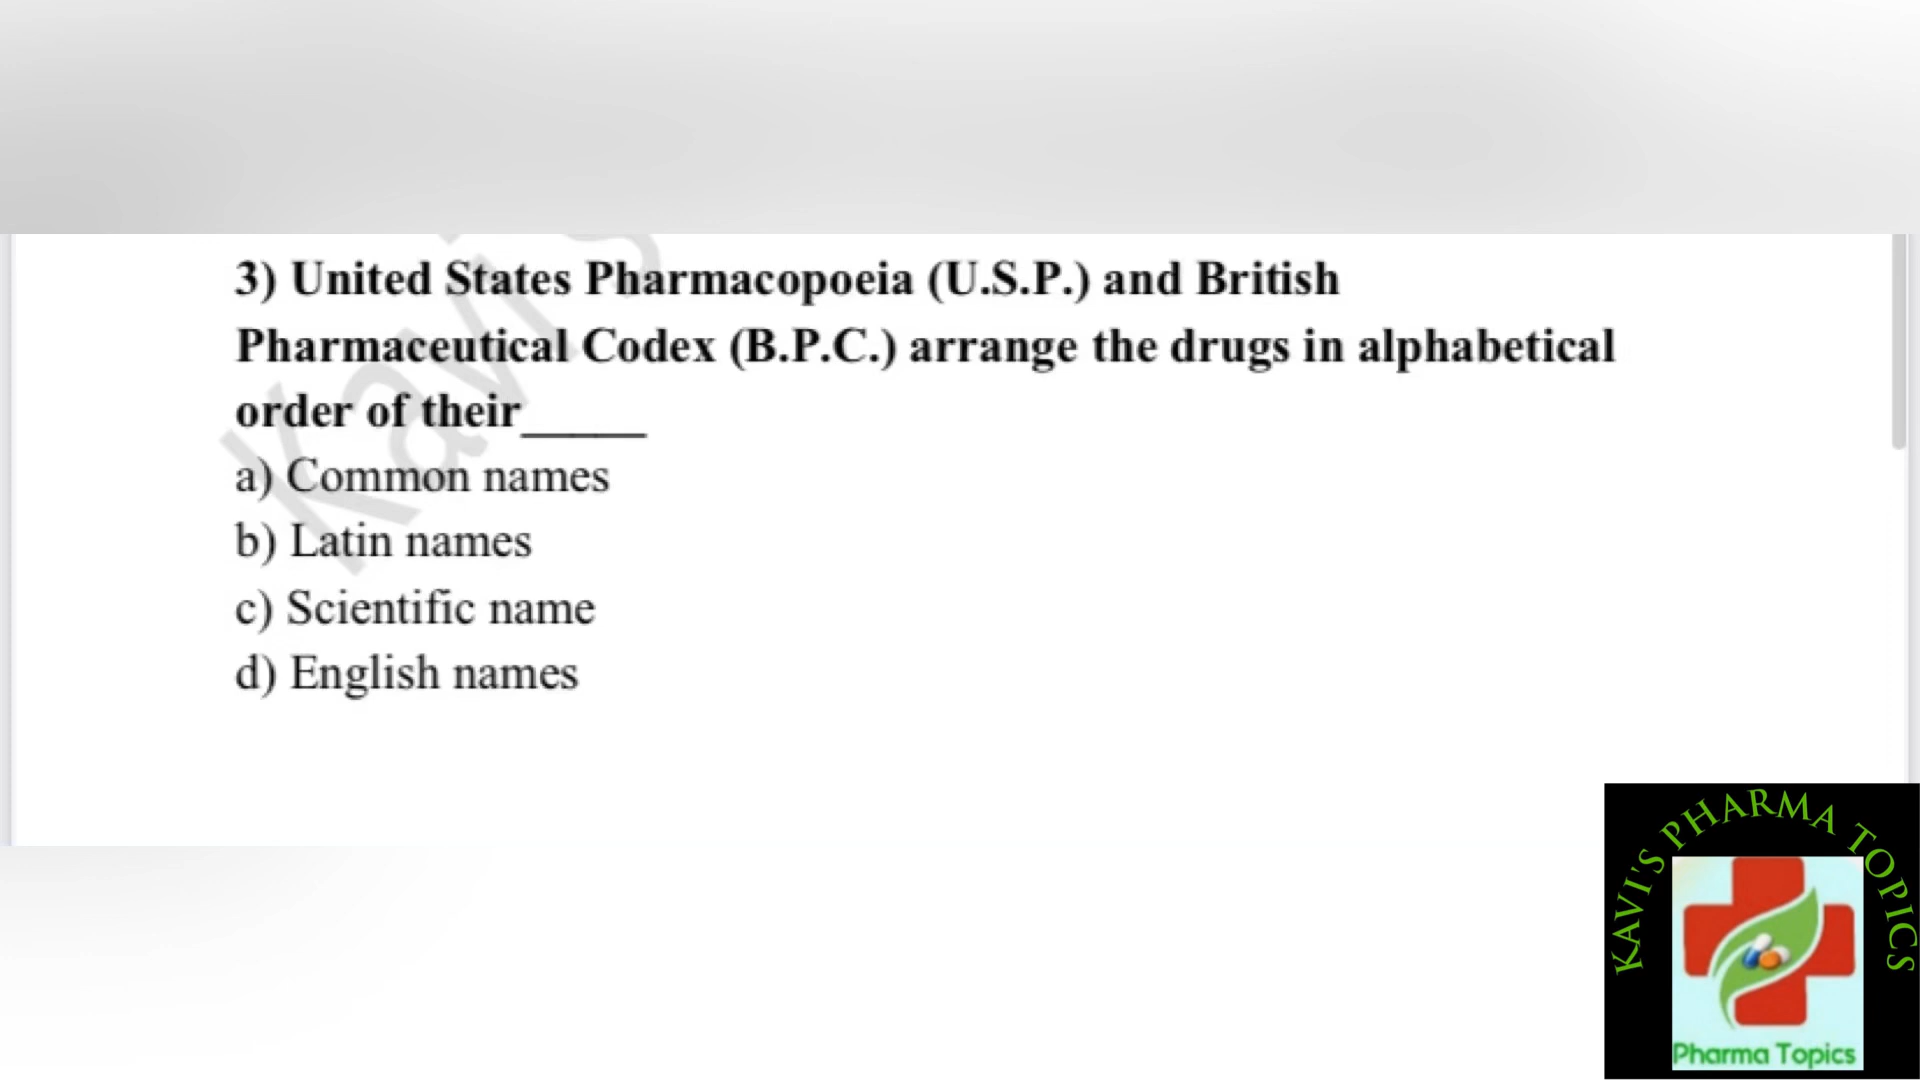 Kavi's
3) United States Pharmacopoeia (U.S.P.) and British
Pharmaceutical Codex (B.P.C.) arrange the drugs in alphabetical
order of their_____
a) Common names
b) Latin names
c) Scientific name
d) English names
KAVI'S PHARMA TOPICS
Pharma Topics